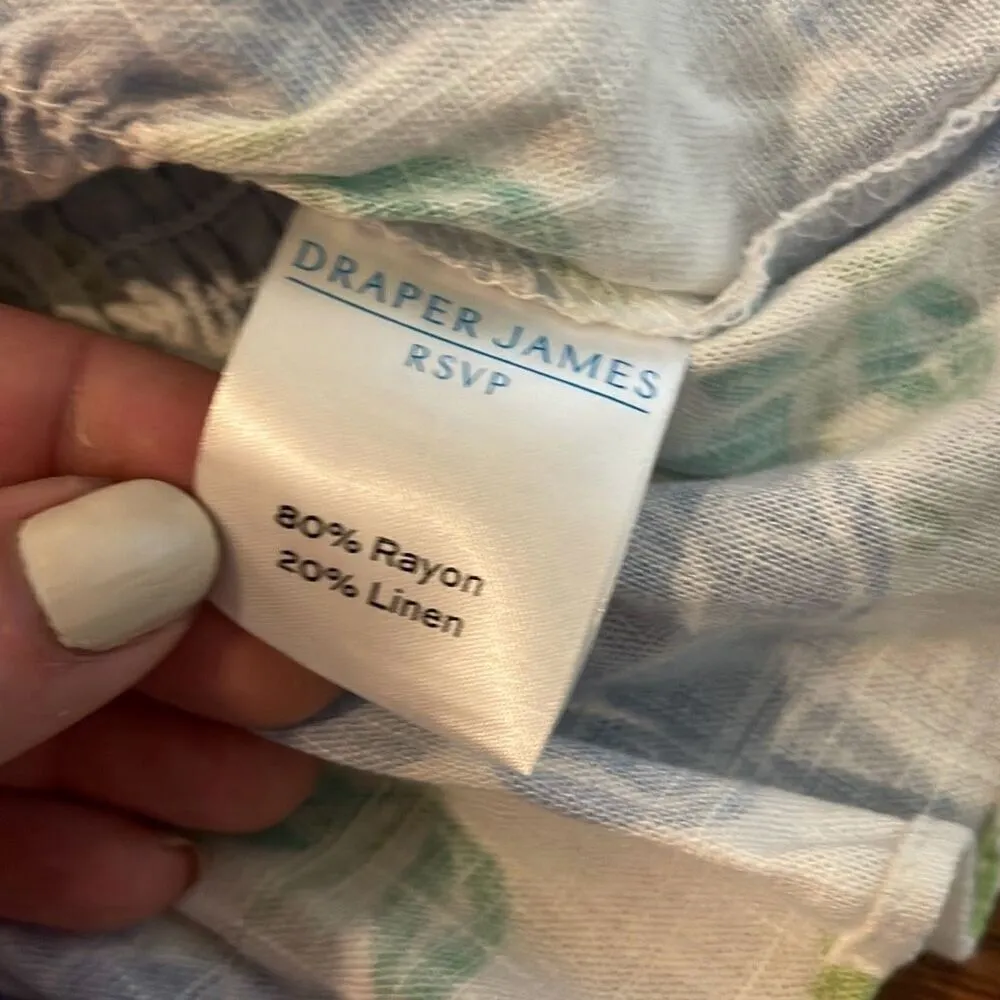 DRAPER JAMES
RSVP
80% Rayon
20% Linen